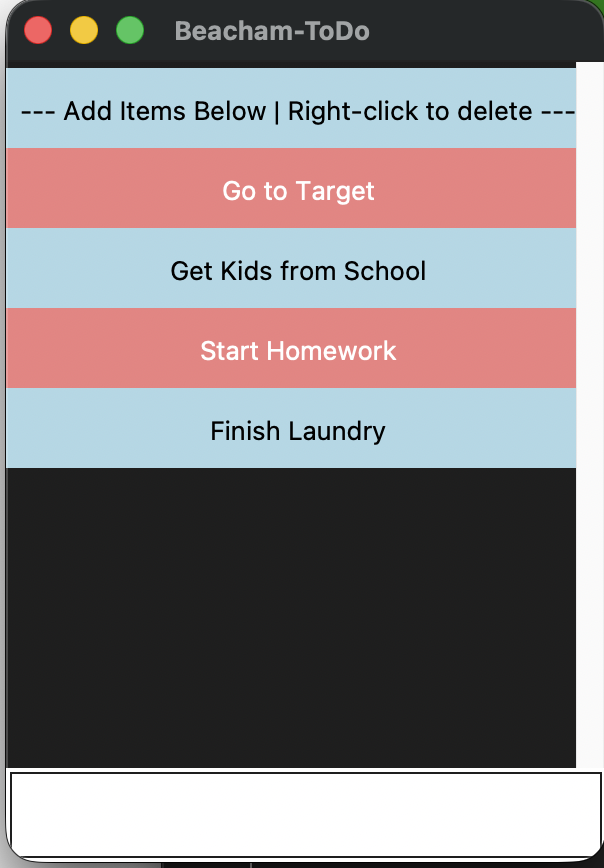 Beacham-ToDo
--- Add Items Below | Right-click to delete ---
Go to Target
Get Kids from School
Start Homework
Finish Laundry